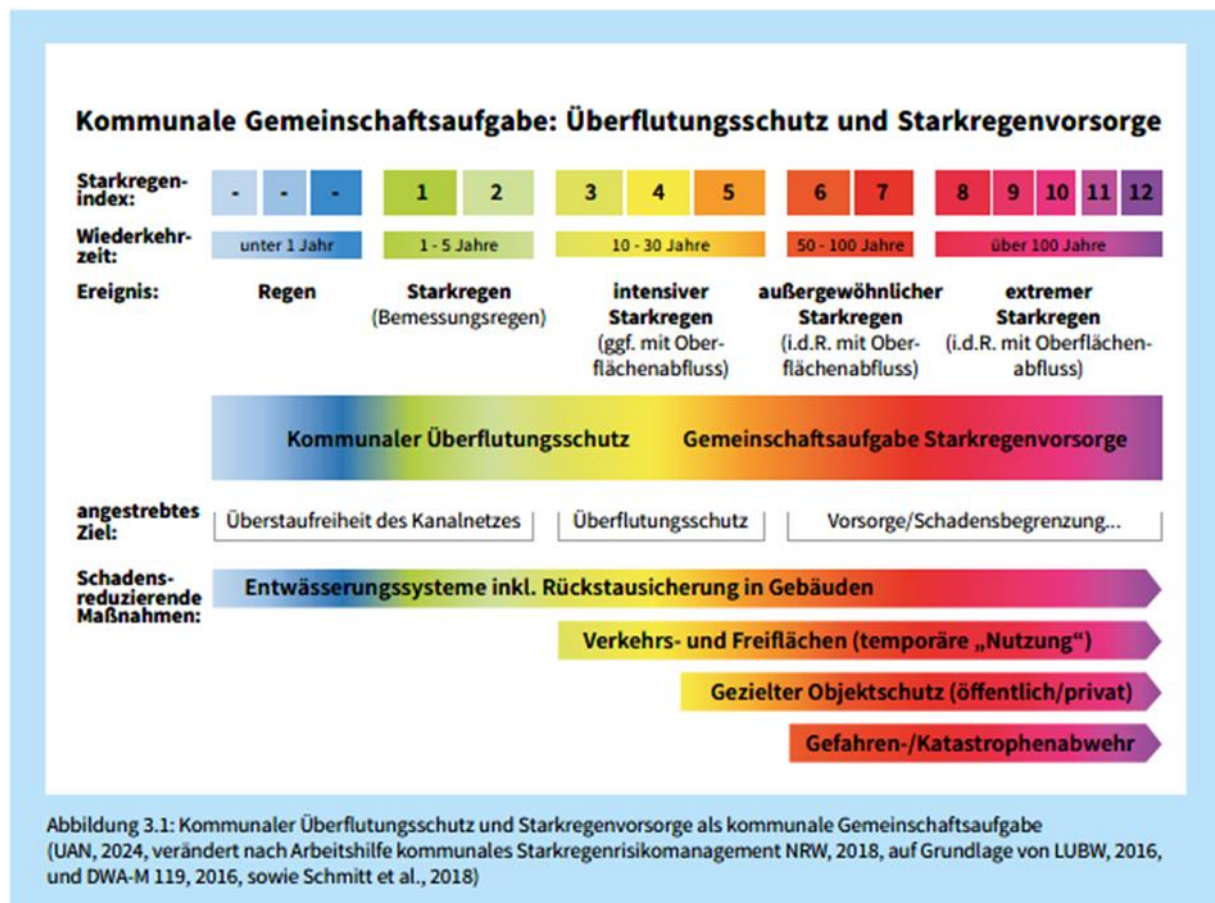 Kommunale Gemeinschaftsaufgabe: Überflutungsschutz und Starkregenvorsorge
Starkregen-
index:
- - - 1 2 3 4 5 6 7 8 9 10 11 12
Wiederkehr-
zeit:
unter 1 Jahr 1 - 5 Jahre 10 - 30 Jahre 50 - 100 Jahre über 100 Jahre
Ereignis:
Regen
Starkregen
(Bemessungsregen)
intensiver
Starkregen
(ggf. mit Ober-
flächenabfluss)
außergewöhnlicher
Starkregen
(i.d.R. mit Ober-
flächenabfluss)
extremer
Starkregen
(i.d.R. mit Oberflächen-
abfluss)
Kommunaler Überflutungsschutz Gemeinschaftsaufgabe Starkregenvorsorge
angestrebtes
Ziel:
Überstaufreiheit des Kanalnetzes Überflutungsschutz Vorsorge/Schadensbegrenzung...
Schadens-
reduzierende
Maßnahmen:
Entwässerungssysteme inkl. Rückstausicherung in Gebäuden
Verkehrs- und Freiflächen (temporäre „Nutzung“)
Gezielter Objektschutz (öffentlich/privat)
Gefahren-/Katastrophenabwehr
Abbildung 3.1: Kommunaler Überflutungsschutz und Starkregenvorsorge als kommunale Gemeinschaftsaufgabe
(UAN, 2024, verändert nach Arbeitshilfe kommunales Starkregenrisikomanagement NRW, 2018, auf Grundlage von LUBW, 2016,
und DWA-M 119, 2016, sowie Schmitt et al., 2018)